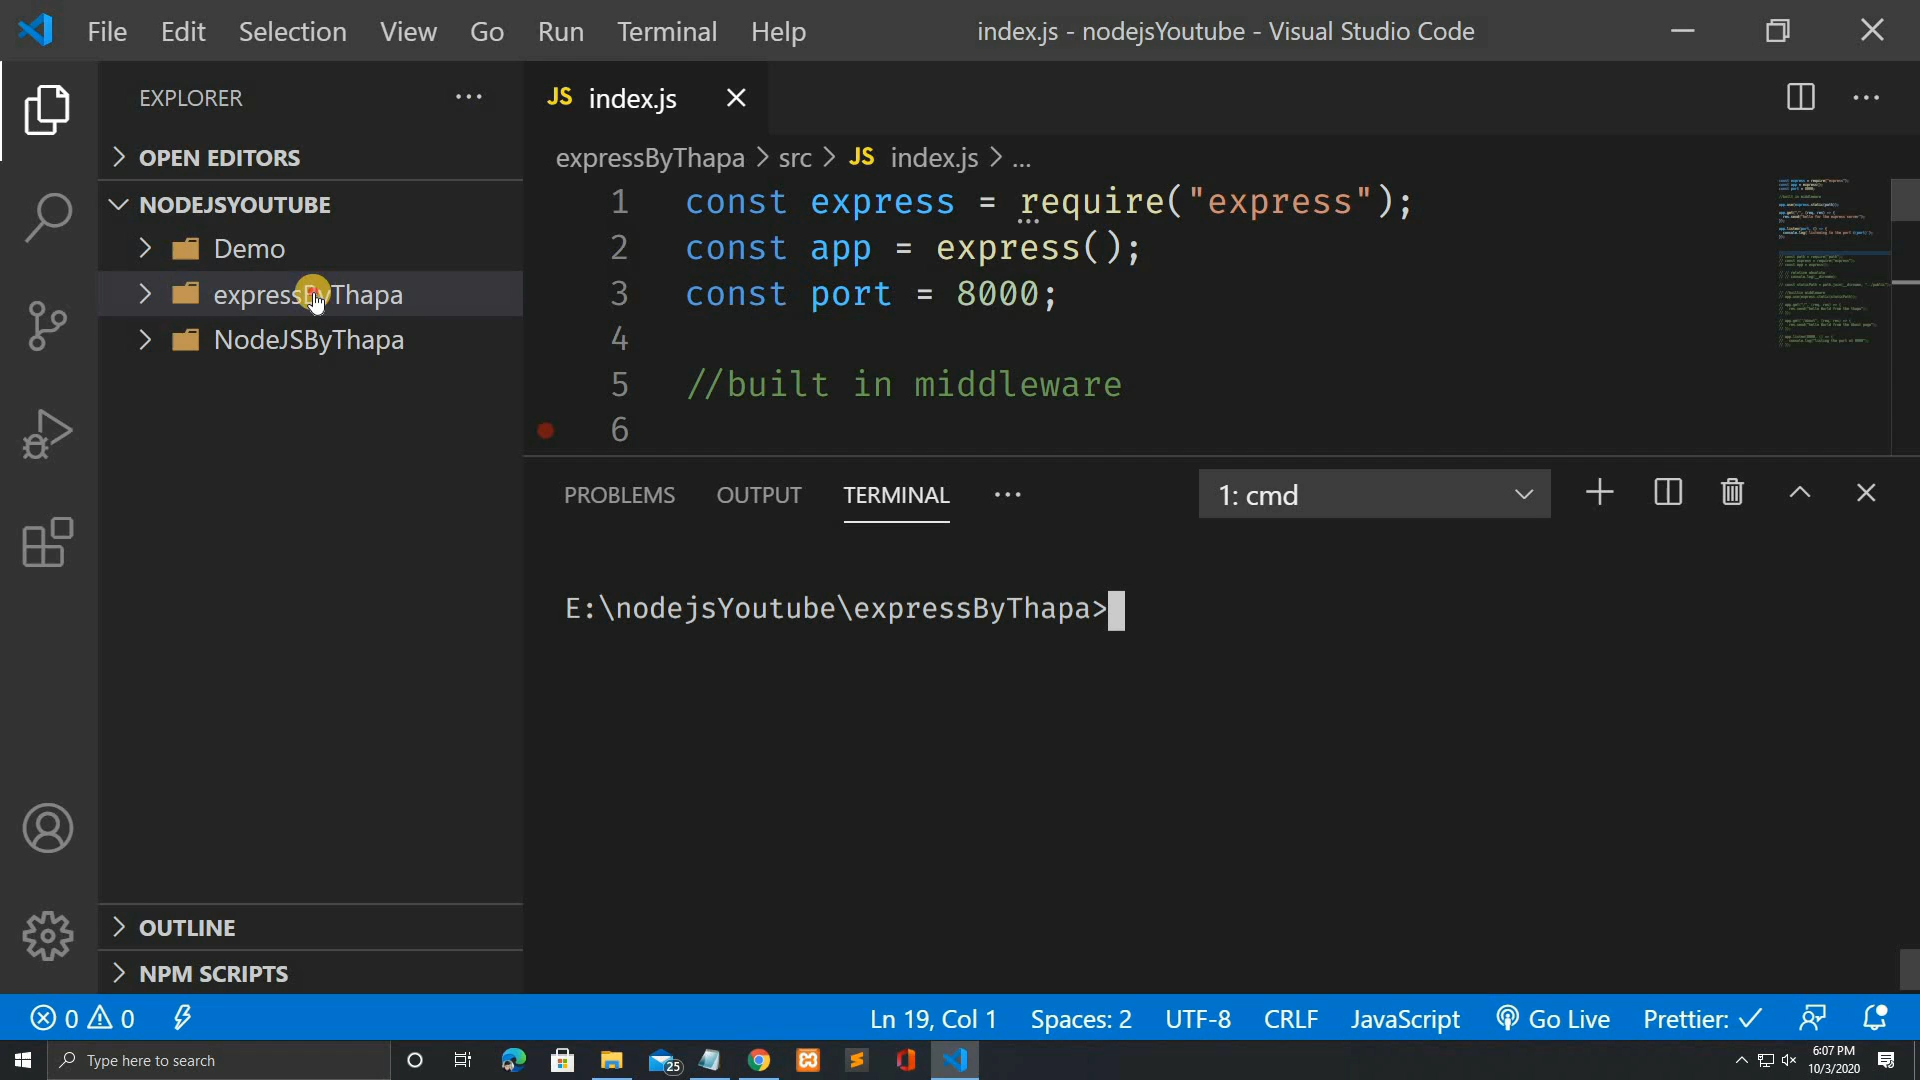 File Edit Selection View Go Run Terminal Help
index.js - nodejsYoutube - Visual Studio Code
EXPLORER
OPEN EDITORS
NODEJSYOUTUBE
Demo
expressByThapa
NodeJSByThapa
OUTLINE
NPM SCRIPTS
JS index.js
expressByThapa > src > JS index.js > ...
1 const express = require("express");
2 const app = express();
3 const port = 8000;
4
5 //built in middleware
6
PROBLEMS OUTPUT TERMINAL
1: cmd
E:\nodejsYoutube\expressByThapa>
0 0
Ln 19, Col 1 Spaces: 2 UTF-8 CRLF JavaScript Go Live Prettier: ✓
Type here to search
25
6:07 PM
10/3/2020